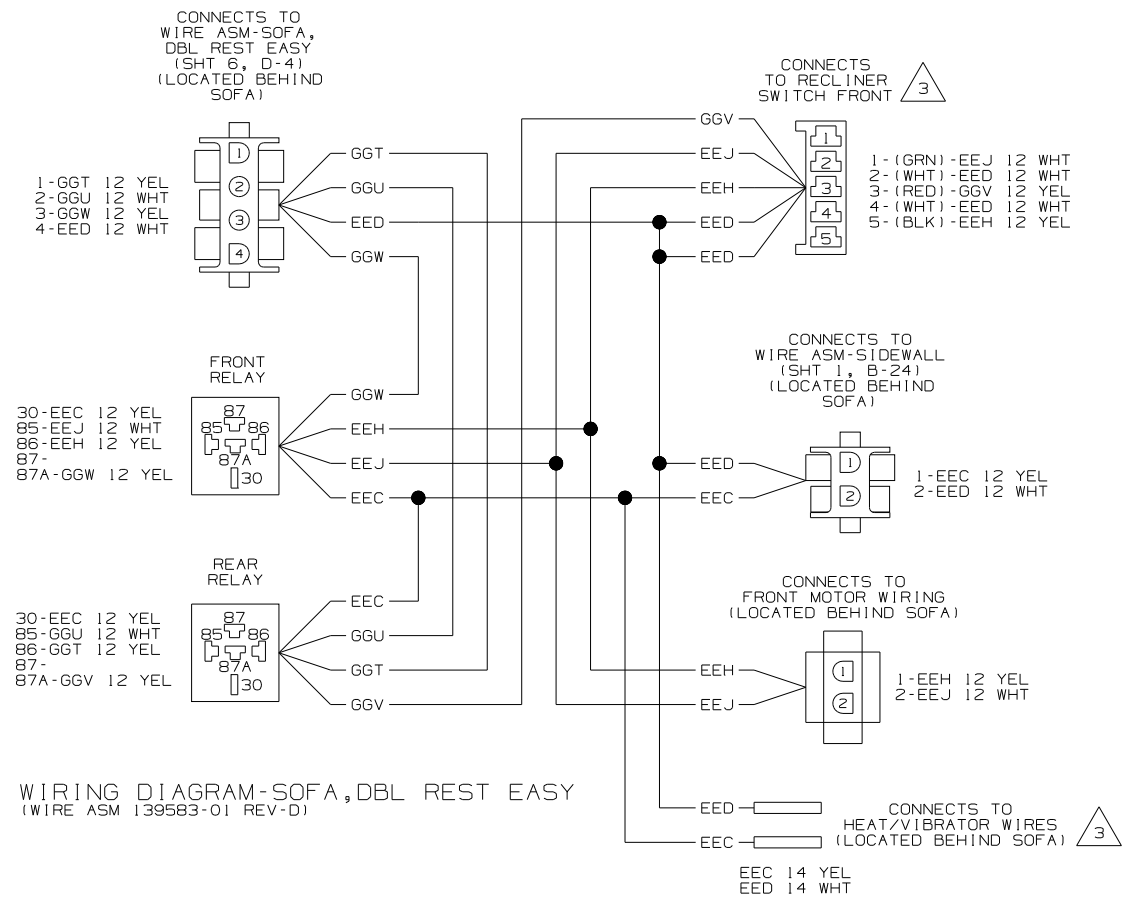 CONNECTS TO
WIRE ASM-SOFA,
DBL REST EASY
(SHT 6, D-4)
(LOCATED BEHIND
SOFA)
1
2
3
4
1-GGT 12 YEL
2-GGU 12 WHT
3-GGW 12 YEL
4-EED 12 WHT
GGT
GGU
EED
GGW
FRONT
RELAY
30-EEC 12 YEL
85-EEJ 12 WHT
86-EEH 12 YEL
87-
87A-GGW 12 YEL
87
85 86
87A
30
GGW
EEH
EEJ
EEC
REAR
RELAY
30-EEC 12 YEL
85-GGU 12 WHT
86-GGT 12 YEL
87-
87A-GGV 12 YEL
87
85 86
87A
30
EEC
GGU
GGT
GGV
CONNECTS
TO RECLINER
SWITCH FRONT
3
GGV
EEJ
EEH
EED
EED
1
2
3
4
5
1-(GRN)-EEJ 12 WHT
2-(WHT)-EED 12 WHT
3-(RED)-GGV 12 YEL
4-(WHT)-EED 12 WHT
5-(BLK)-EEH 12 YEL
CONNECTS TO
WIRE ASM-SIDEWALL
(SHT 1, B-24)
(LOCATED BEHIND
SOFA)
EED
EEC
1
2
1-EEC 12 YEL
2-EED 12 WHT
CONNECTS TO
FRONT MOTOR WIRING
(LOCATED BEHIND SOFA)
EEH
EEJ
1
2
1-EEH 12 YEL
2-EEJ 12 WHT
WIRING DIAGRAM-SOFA,DBL REST EASY
(WIRE ASM 139583-01 REV-D)
EED
EEC
CONNECTS TO
HEAT/VIBRATOR WIRES
(LOCATED BEHIND SOFA)
3
EEC 14 YEL
EED 14 WHT